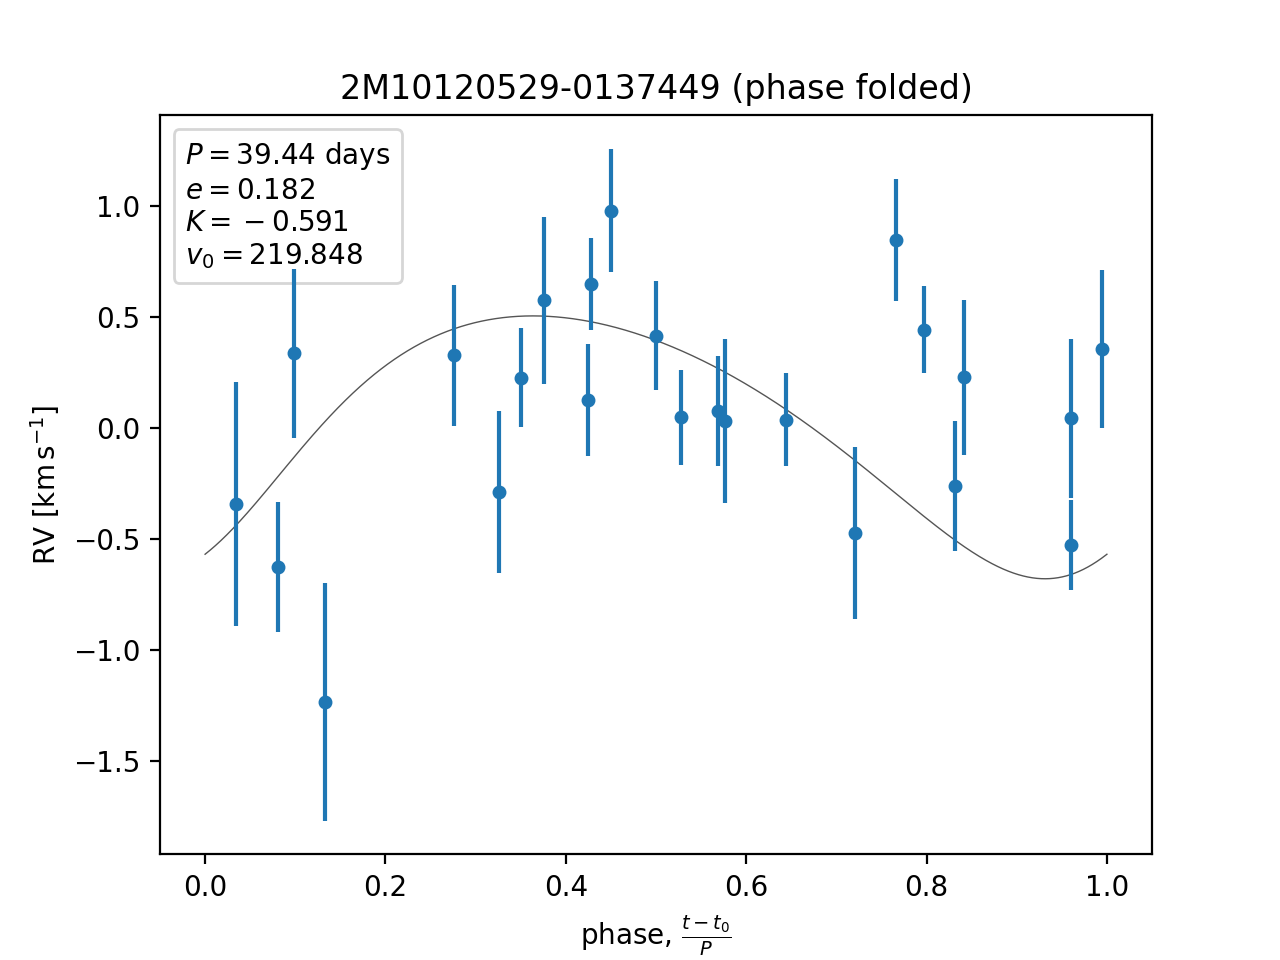 2M10120529-0137449 (phase folded)
P = 39.44 days
e = 0.182
K = −0.591
v₀ = 219.848
1.0
0.5
0.0
−0.5
−1.0
−1.5
RV [km s⁻¹]
0.0 0.2 0.4 0.6 0.8 1.0
phase, (t − t₀)/P